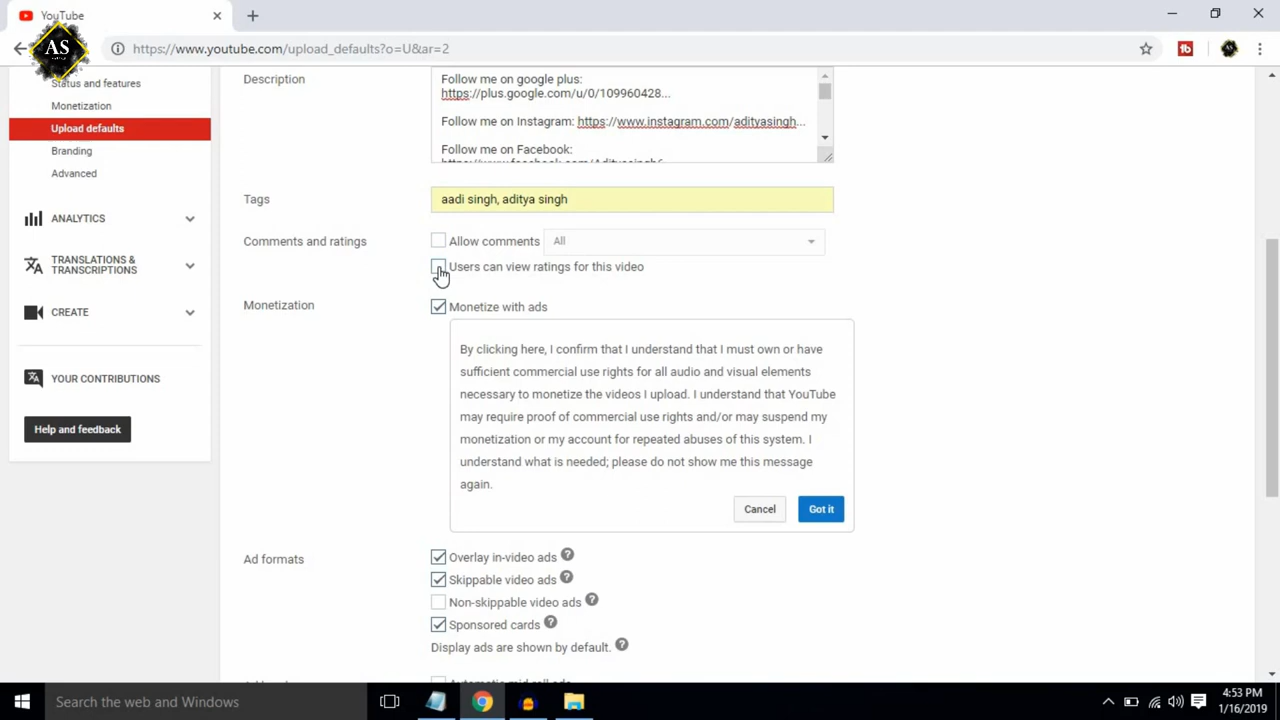 YouTube
https://www.youtube.com/upload_defaults?o=U&ar=2
AS
Status and features
Monetization
Upload defaults
Branding
Advanced
ANALYTICS
TRANSLATIONS &
TRANSCRIPTIONS
CREATE
YOUR CONTRIBUTIONS
Help and feedback
Description
Follow me on google plus:
https://plus.google.com/u/0/109960428...
Follow me on Instagram: https://www.instagram.com/adityasingh...
Follow me on Facebook:
Tags
aadi singh, aditya singh
Comments and ratings
Allow comments
All
Users can view ratings for this video
Monetization
Monetize with ads
By clicking here, I confirm that I understand that I must own or have
sufficient commercial use rights for all audio and visual elements
necessary to monetize the videos I upload. I understand that YouTube
may require proof of commercial use rights and/or may suspend my
monetization or my account for repeated abuses of this system. I
understand what is needed; please do not show me this message
again.
Cancel
Got it
Ad formats
Overlay in-video ads
Skippable video ads
Non-skippable video ads
Sponsored cards
Display ads are shown by default.
Search the web and Windows
4:53 PM
1/16/2019